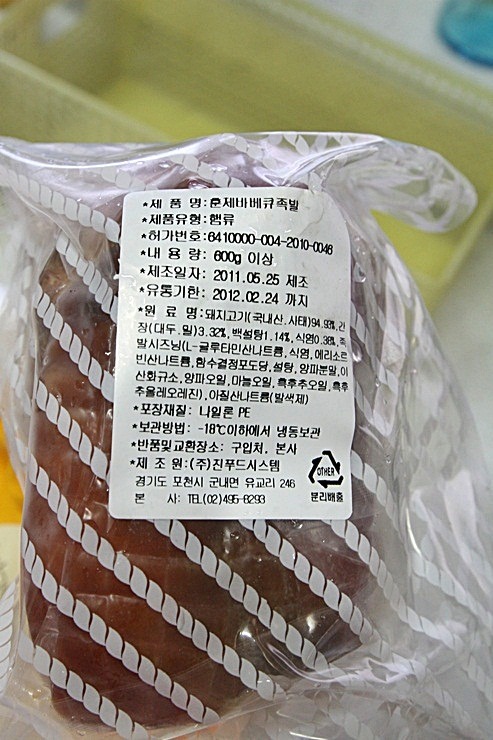 *제 품 명:훈제바베큐족발
*제품유형:햄류
*허가번호:6410000-004-2010-0046
*내 용 량: 600g 이상
*제조일자: 2011.05.25 제조
*유통기한: 2012.02.24 까지
*원 료 명:돼지고기(국내산.사태)94.93%,간
장(대두.밀)3.32%, 백설탕1.14%, 식염0.38%, 족
발시즈닝(L-글루타민산나트륨, 식염, 에리소르
빈산나트륨,함수결정포도당,설탕, 양파분말,이
산화규소, 양파오일, 마늘오일, 흑후추오일, 흑후
추올레오레진), 아질산나트륨(발색제)
*포장재질: 나일론 PE
*보관방법: -18℃이하에서 냉동보관
*반품및교환장소: 구입처, 본사
*제 조 원:(주)진푸드시스템
경기도 포천시 군내면 유교리 246
본 사: TEL(02)495-6293
OTHER
분리배출